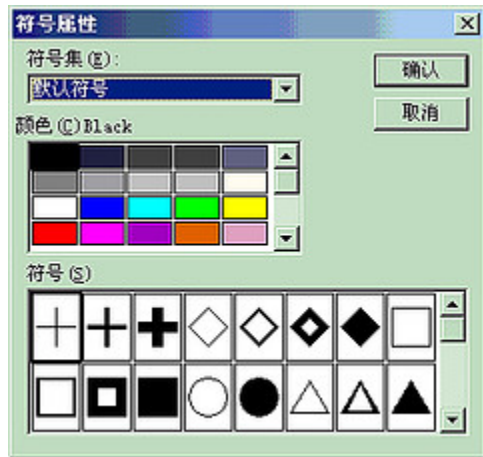 符号属性
符号集(E):
默认符号
确认
取消
颜色(C)Black
符号(S)